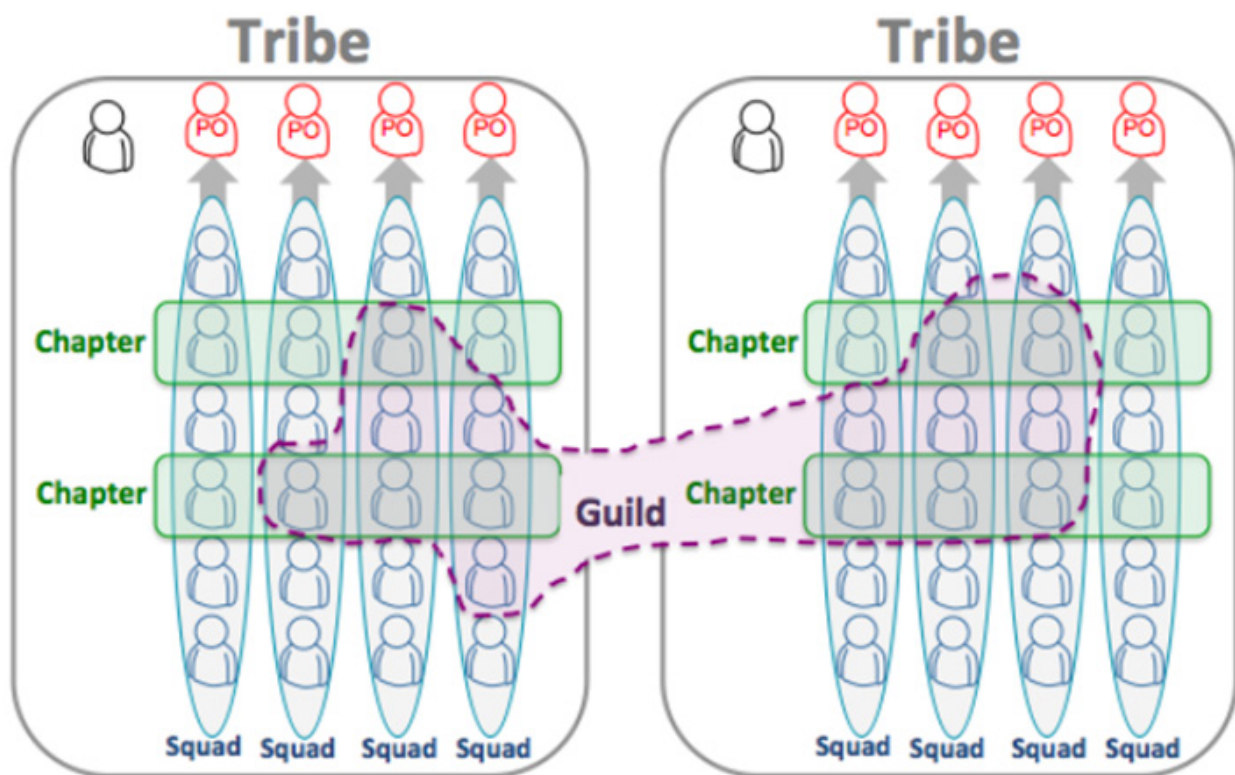 Tribe Tribe
PO PO PO PO PO PO PO PO
Chapter Chapter
Chapter Guild Chapter
Squad Squad Squad Squad Squad Squad Squad Squad